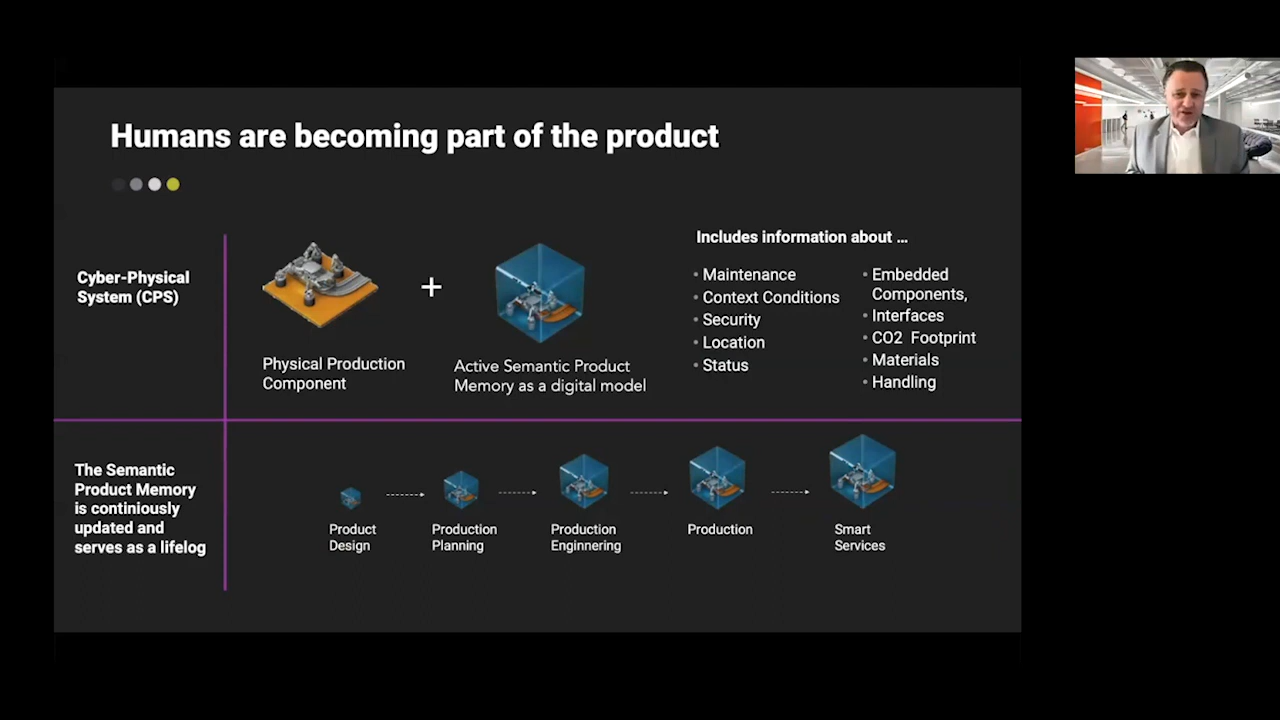 Humans are becoming part of the product
Cyber-Physical
System (CPS)
+
Physical Production
Component
Active Semantic Product
Memory as a digital model
Includes information about ...
• Maintenance
• Context Conditions
• Security
• Location
• Status
• Embedded
Components,
• Interfaces
• CO2 Footprint
• Materials
• Handling
The Semantic
Product Memory
is continiously
updated and
serves as a lifelog
Product
Design
Production
Planning
Production
Enginnering
Production
Smart
Services